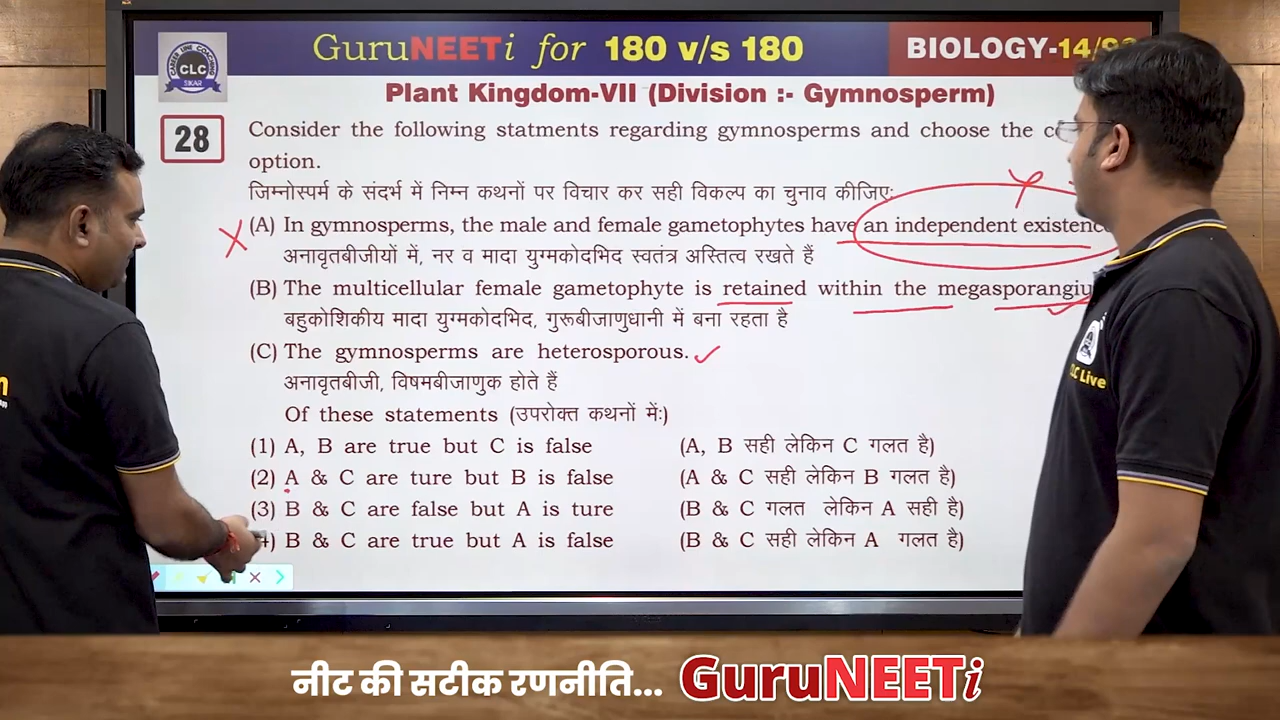 GuruNEETi for 180 v/s 180
BIOLOGY-14/
CLC
SIKAR
Plant Kingdom-VII (Division :- Gymnosperm)
28
Consider the following statments regarding gymnosperms and choose the
option.
जिम्नोस्पर्म के संदर्भ में निम्न कथनों पर विचार कर सही विकल्प का चुनाव कीजिए:
(A) In gymnosperms, the male and female gametophytes have an independent
अनावृतबीजीयों में, नर व मादा युग्मकोदभिद स्वतंत्र अस्तित्व रखते हैं
(B) The multicellular female gametophyte is retained within the
बहुकोशिकीय मादा युग्मकोदभिद, गुरूबीजाणुधानी में बना रहता है
(C) The gymnosperms are heterosporous.
अनावृतबीजी, विषमबीजाणुक होते हैं
Of these statements (उपरोक्त कथनों में:)
(1) A, B are true but C is false (A, B सही लेकिन C गलत है)
(2) A & C are ture but B is false (A & C सही लेकिन B गलत है)
(3) B & C are false but A is ture (B & C गलत लेकिन A सही है)
B & C are true but A is false (B & C सही लेकिन A गलत है)
CLC Live
नीट की सटीक रणनीति... GuruNEETi